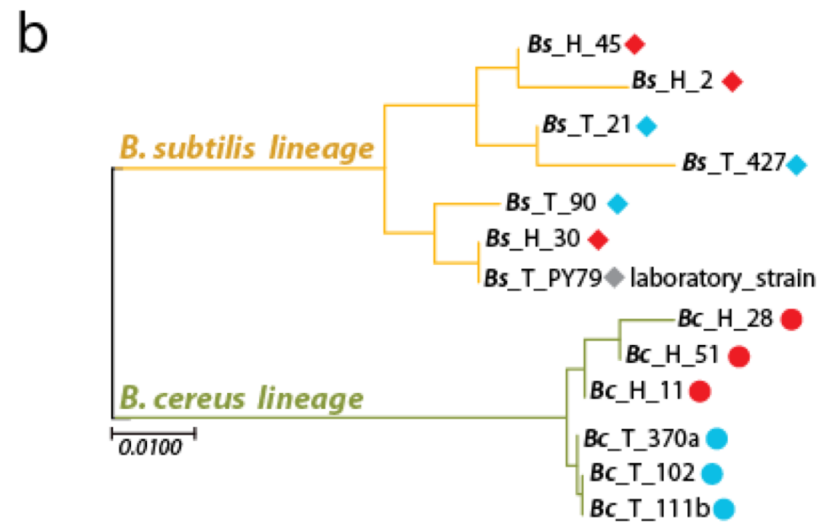 b
Bs_H_45
Bs_H_2
Bs_T_21
B. subtilis lineage
Bs_T_427
Bs_T_90
Bs_H_30
Bs_T_PY79 laboratory_strain
Bc_H_28
Bc_H_51
Bc_H_11
B. cereus lineage
Bc_T_370a
0.0100
Bc_T_102
Bc_T_111b